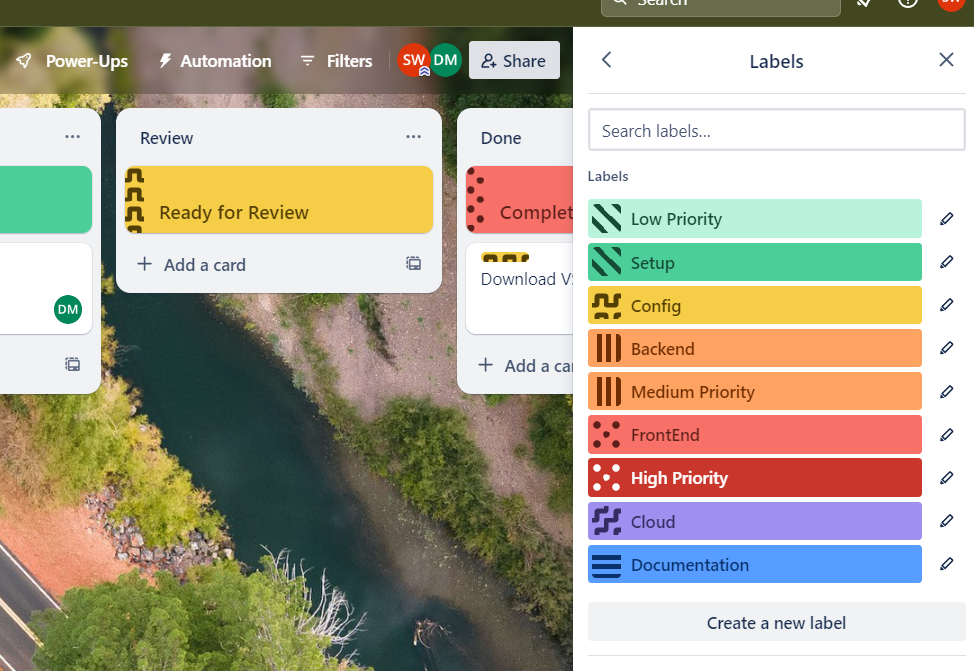 Search
SW
Power-Ups
Automation
Filters
SW
DM
Share
Review
Ready for Review
Add a card
DM
Done
Complet
Download VS
Add a ca
Labels
Search labels...
Labels
Low Priority
Setup
Config
Backend
Medium Priority
FrontEnd
High Priority
Cloud
Documentation
Create a new label